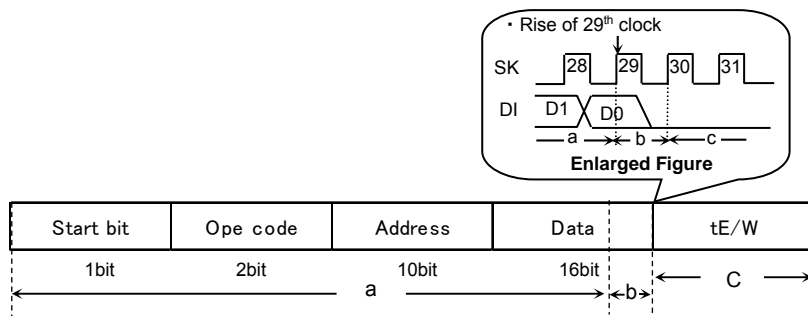 ・Rise of 29th clock
SK 28 29 30 31
DI D1 D0
a b c
Enlarged Figure
Start bit Ope code Address Data tE/W
1bit 2bit 10bit 16bit
a b C